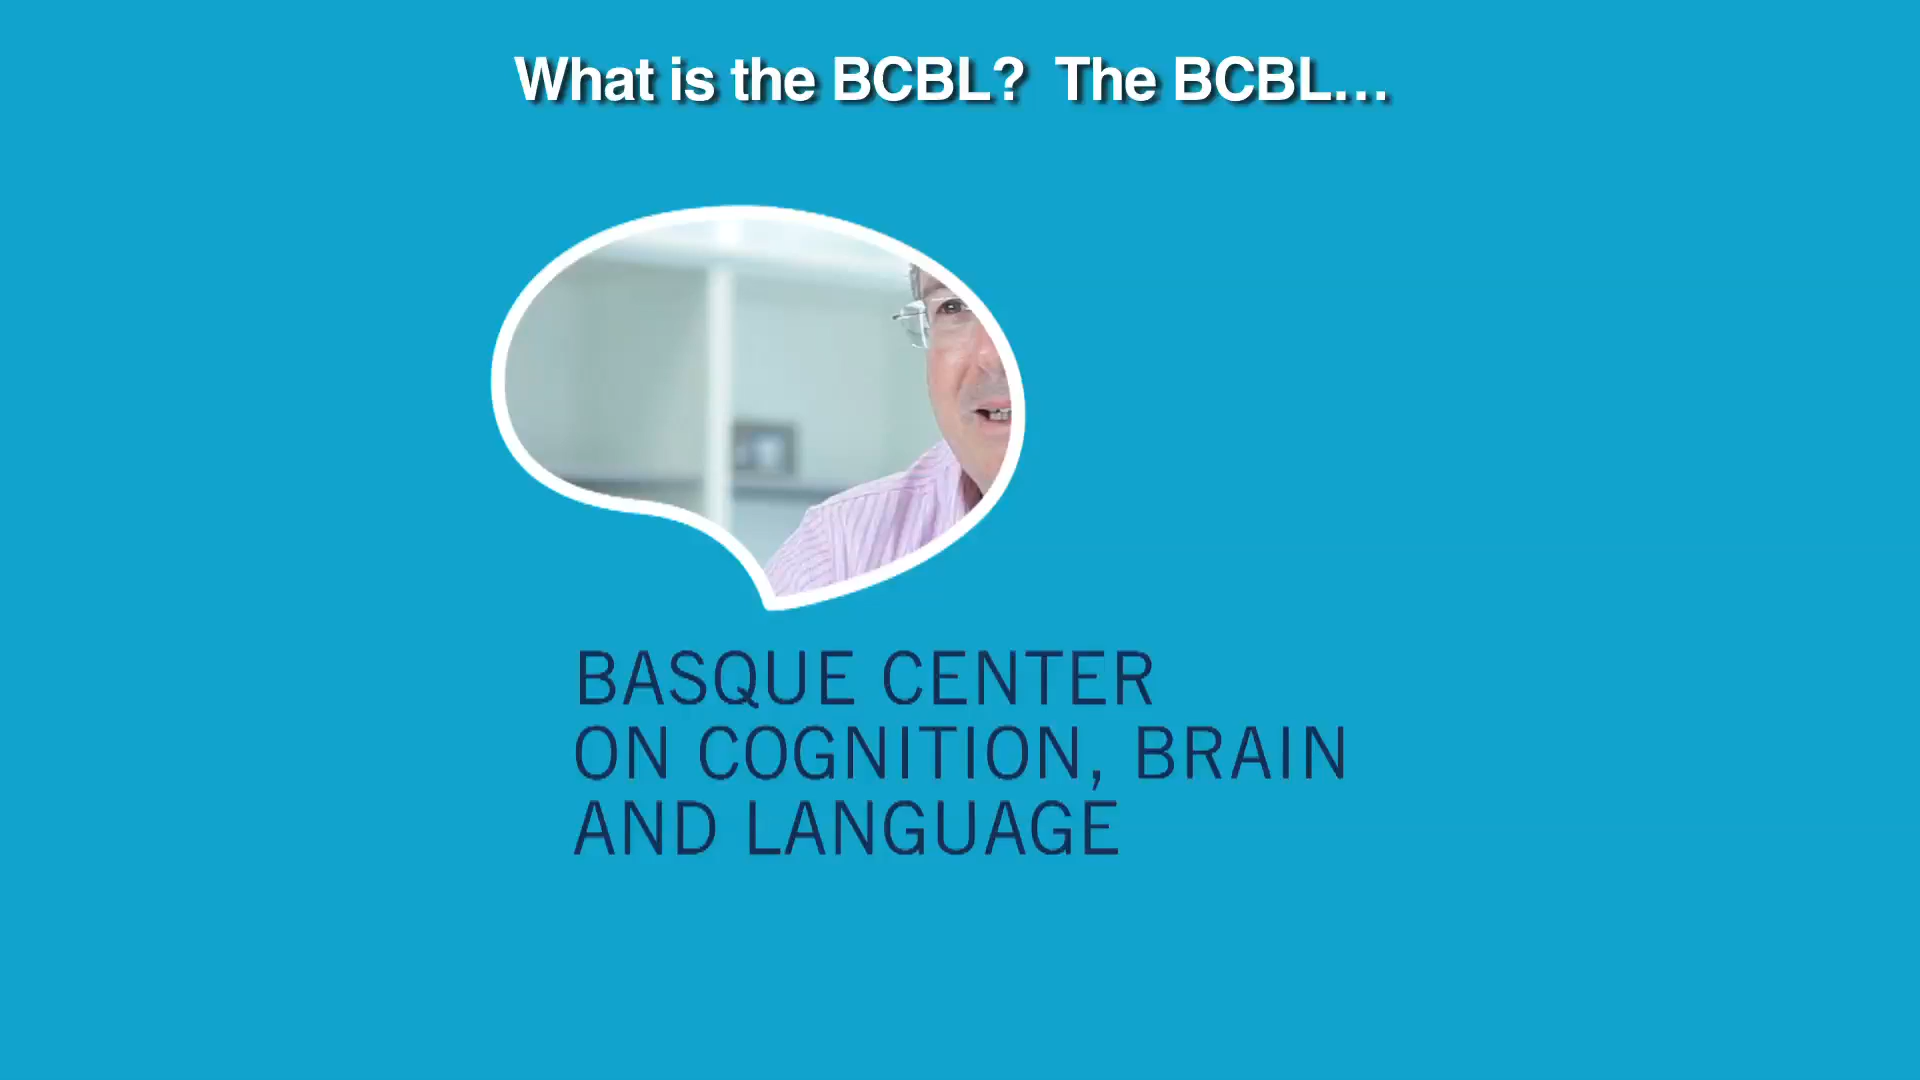 What is the BCBL?  The BCBL…
BASQUE CENTER
ON COGNITION, BRAIN
AND LANGUAGE